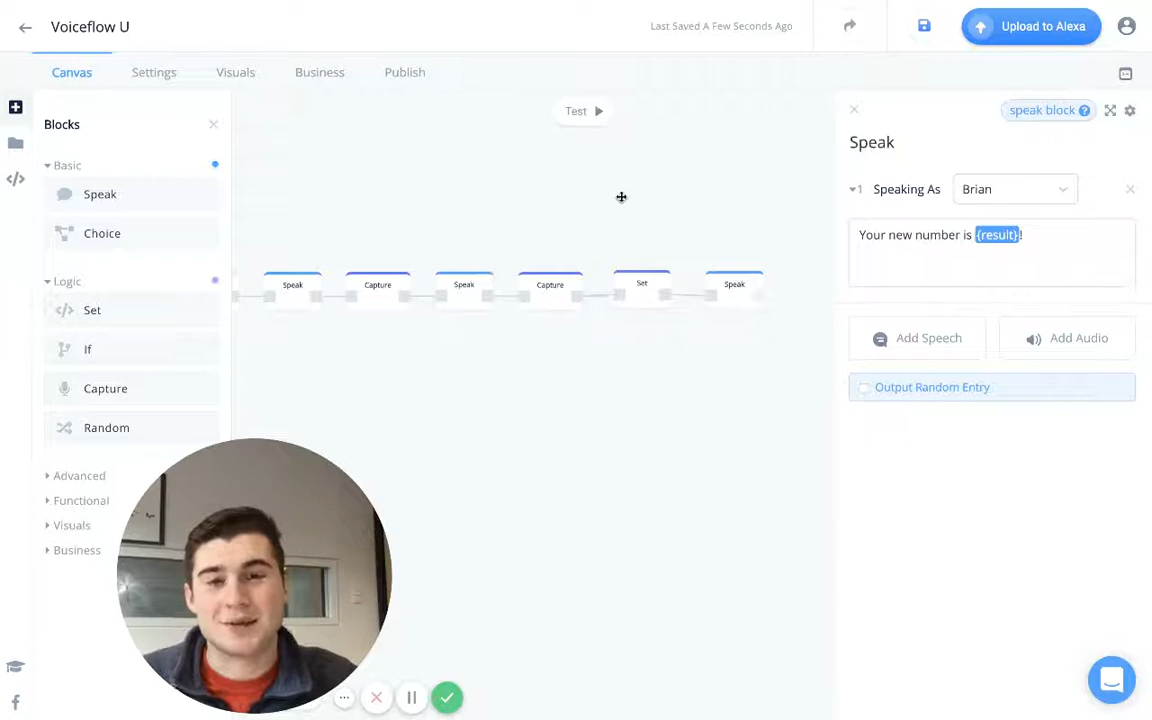 Voiceflow U
Last Saved A Few Seconds Ago
Upload to Alexa
Canvas
Settings
Visuals
Business
Publish
Blocks
Basic
Speak
Choice
Logic
Set
If
Capture
Random
Advanced
Functional
Visuals
Business
Test
Speak
Capture
Speak
Capture
Set
Speak
speak block ?
Speak
1 Speaking As Brian
Your new number is {result}!
Add Speech
Add Audio
Output Random Entry